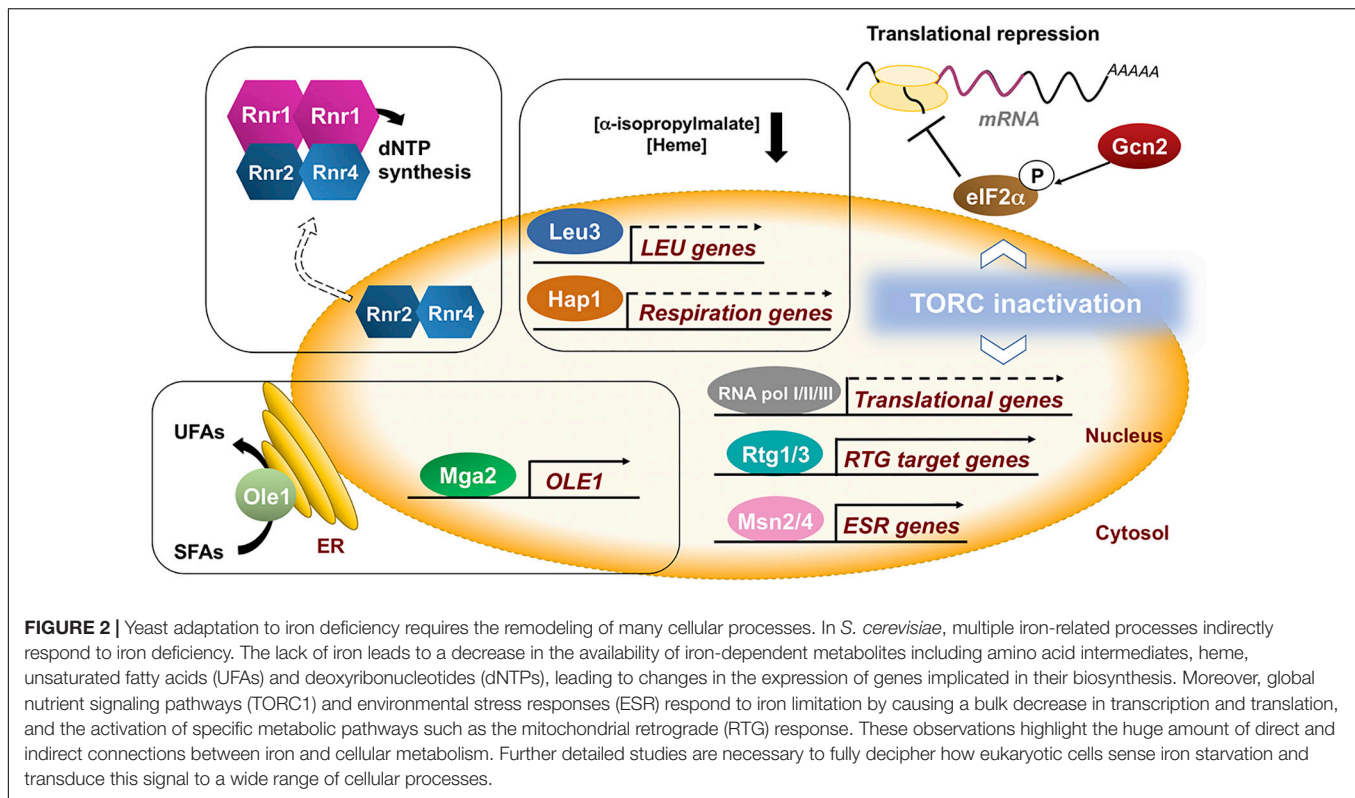 Translational repression
AAAAA
mRNA
Gcn2
P
eIF2α
Rnr1 Rnr1
Rnr2 Rnr4
dNTP
synthesis
Rnr2 Rnr4
[α-isopropylmalate]
[Heme]
Leu3 LEU genes
Hap1 Respiration genes
TORC inactivation
RNA pol I/II/III Translational genes
Rtg1/3 RTG target genes
Msn2/4 ESR genes
Nucleus
Cytosol
UFAs
Ole1
SFAs
ER
Mga2 OLE1
FIGURE 2 | Yeast adaptation to iron deficiency requires the remodeling of many cellular processes. In S. cerevisiae, multiple iron-related processes indirectly
respond to iron deficiency. The lack of iron leads to a decrease in the availability of iron-dependent metabolites including amino acid intermediates, heme,
unsaturated fatty acids (UFAs) and deoxyribonucleotides (dNTPs), leading to changes in the expression of genes implicated in their biosynthesis. Moreover, global
nutrient signaling pathways (TORC1) and environmental stress responses (ESR) respond to iron limitation by causing a bulk decrease in transcription and translation,
and the activation of specific metabolic pathways such as the mitochondrial retrograde (RTG) response. These observations highlight the huge amount of direct and
indirect connections between iron and cellular metabolism. Further detailed studies are necessary to fully decipher how eukaryotic cells sense iron starvation and
transduce this signal to a wide range of cellular processes.